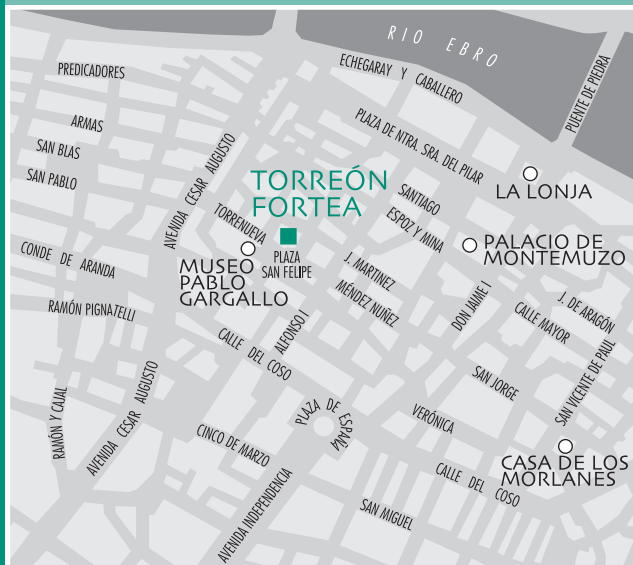 RIO EBRO
PREDICADORES
ECHEGARAY Y CABALLERO
PUENTE DE PIEDRA
ARMAS
PLAZA DE NTRA. SRA. DEL PILAR
SAN BLAS
SAN PABLO
AVENIDA CESAR AUGUSTO
TORREÓN
FORTEA
LA LONJA
SANTIAGO
ESPOZ Y MINA
TORRENUEVA
PLAZA
SAN FELIPE
PALACIO DE
MONTEMUZO
CONDE DE ARANDA
MUSEO
PABLO
GARGALLO
J. MARTNEZ
MÉNDEZ NUÑEZ
DON JAIME I
J. DE ARAGÓN
CALLE MAYOR
RAMÓN PIGNATELLI
ALFONSO I
CALLE DEL COSO
SAN VICENTE DE PAUL
SAN JORGE
RAMÓN Y CAJAL
AVENIDA CESAR AUGUSTO
PLAZA DE ESPAÑA
VERÓNICA
CINCO DE MARZO
CASA DE LOS
MORLANES
CALLE DEL COSO
AVENIDA INDEPENDENCIA
SAN MIGUEL